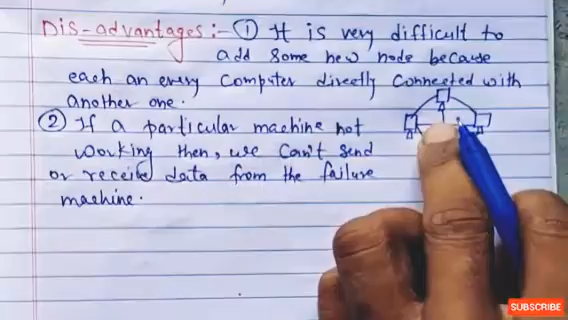 Dis-advantages :- ① It is very difficult to
add some new node because
each an every computer directly connected with
another one.
② If a particular machine not
working then, we can't send
or receive data from the failure
machine.
SUBSCRIBE